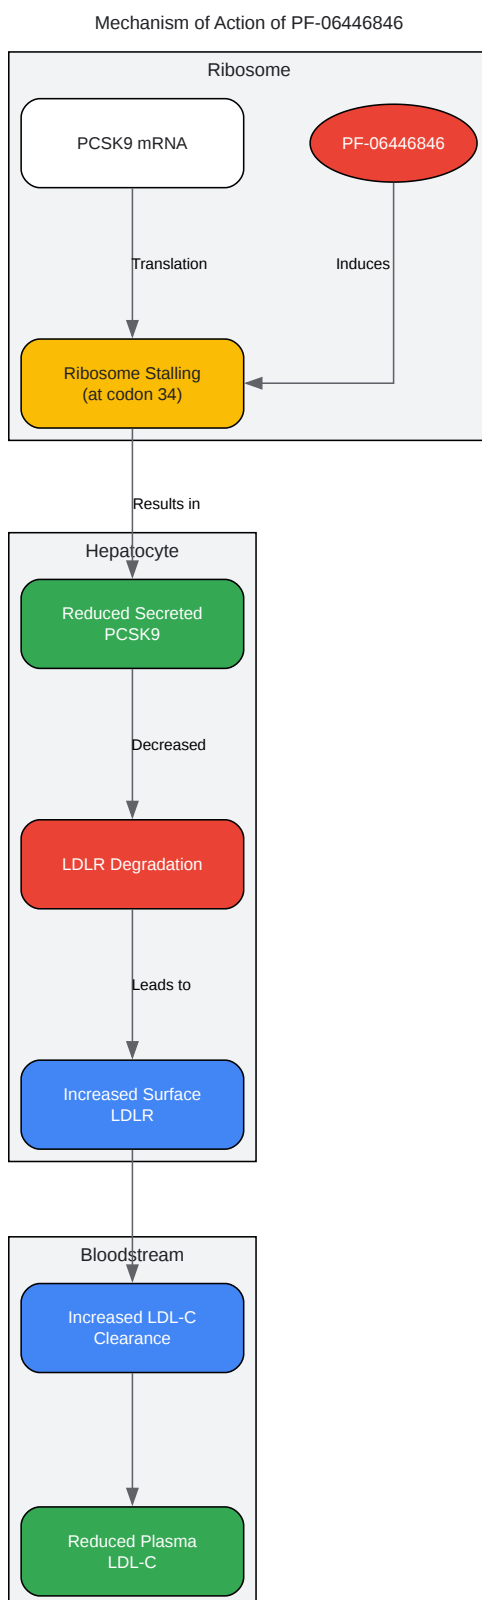 Mechanism of Action of PF-06446846
Ribosome
PCSK9 mRNA
PF-06446846
Translation
Induces
Ribosome Stalling
(at codon 34)
Results in
Hepatocyte
Reduced Secreted
PCSK9
Decreased
LDLR Degradation
Leads to
Increased Surface
LDLR
Bloodstream
Increased LDL-C
Clearance
Reduced Plasma
LDL-C